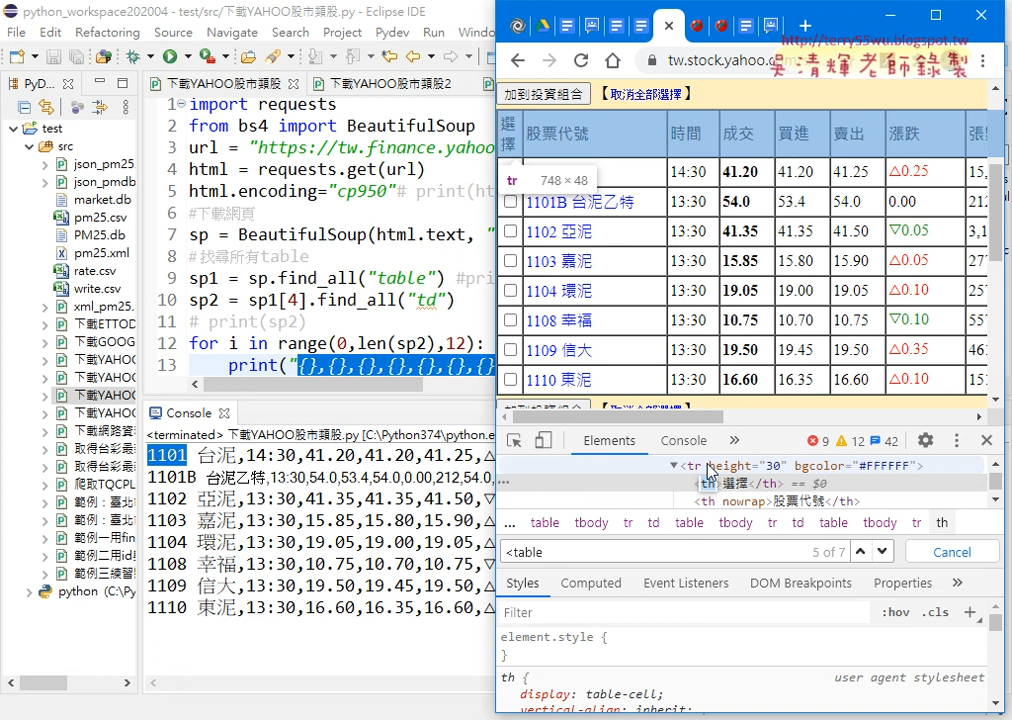 python_workspace202004 - test/src/下載YAHOO股市類股.py - Eclipse IDE
File Edit Refactoring Source Navigate Search Project Pydev Run
PyD...
test
src
json_pm25
json_pmdb
market.db
pm25.csv
PM25.db
pm25.xml
rate.csv
write.csv
xml_pm25.
下載ETTOD
下載GOOG
下載YAHOC
下載YAHOC
下載YAHOC
下載網路資
取得台彩最
取得台彩最
爬取TQCPL
範例：臺北
範例：臺北
範例一用fin
範例二用id
範例三練習
python (C:\Py
下載YAHOO股市類股
下載YAHOO股市類股2
1 import requests
2 from bs4 import BeautifulSoup
3 url = "https://tw.finance.yahoo
4 html = requests.get(url)
5 html.encoding="cp950"# print(ht
6 #下載網頁
7 sp = BeautifulSoup(html.text, "
8 #找尋所有table
9 sp1 = sp.find_all("table") #pri
10 sp2 = sp1[4].find_all("td")
11 # print(sp2)
12 for i in range(0,len(sp2),12):
13 print("{},{},{},{},{},{},{}
Console
<terminated> 下載YAHOO股市類股.py [C:\Python374\python.e
1101 台泥,14:30,41.20,41.20,41.25,△
1101B 台泥乙特,13:30,54.0,53.4,54.0,0.00,212,54.0,
1102 亞泥,13:30,41.35,41.35,41.50,▽
1103 嘉泥,13:30,15.85,15.80,15.90,△
1104 環泥,13:30,19.05,19.00,19.05,△
1108 幸福,13:30,10.75,10.70,10.75,▽
1109 信大,13:30,19.50,19.45,19.50,△
1110 東泥,13:30,16.60,16.35,16.60,△
http://terry55wu.blogspot.tw
吳清輝老師錄製
tw.stock.yahoo.c
加到投資組合 【取消全部選擇】
選擇 股票代號 時間 成交 買進 賣出 漲跌
14:30 41.20 41.20 41.25 △0.25 15,
tr 748 × 48
1101B 台泥乙特 13:30 54.0 53.4 54.0 0.00 212
1102 亞泥 13:30 41.35 41.35 41.50 ▽0.05 3,1
1103 嘉泥 13:30 15.85 15.80 15.90 △0.05 27
1104 環泥 13:30 19.05 19.00 19.05 △0.10 25
1108 幸福 13:30 10.75 10.70 10.75 ▽0.10 557
1109 信大 13:30 19.50 19.45 19.50 △0.35 46
1110 東泥 13:30 16.60 16.35 16.60 △0.10 15
加到投資組合 【取消全部選擇】
Elements Console » 9 12 42
▼<tr height="30" bgcolor="#FFFFFF">
<th>選擇</th> == $0
<th nowrap>股票代號</th>
... table tbody tr td table tbody tr td table tbody tr th
<table 5 of 7 Cancel
Styles Computed Event Listeners DOM Breakpoints Properties »
Filter :hov .cls +
element.style {
}
th { user agent stylesheet
display: table-cell;
vertical-align: inherit;